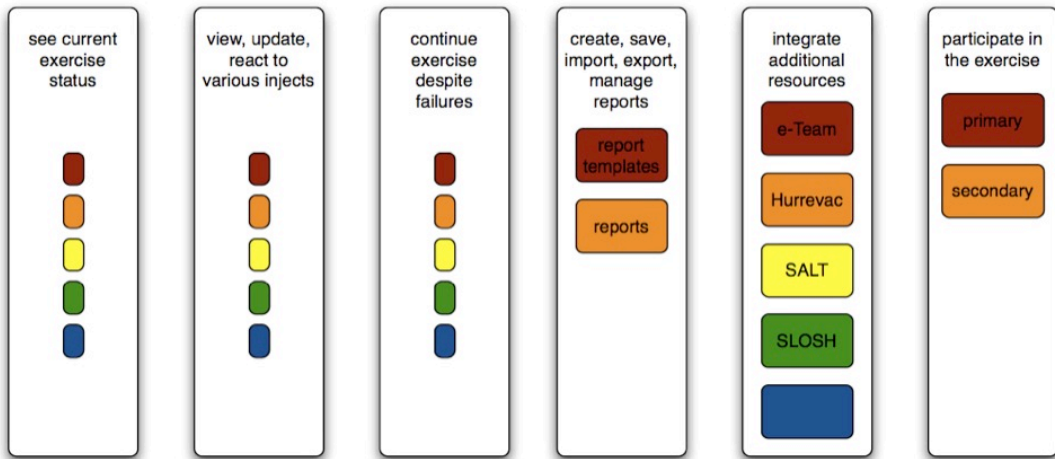 see current
exercise
status
view, update,
react to
various injects
continue
exercise
despite
failures
create, save,
import, export,
manage
reports
report
templates
reports
integrate
additional
resources
e-Team
Hurrevac
SALT
SLOSH
participate in
the exercise
primary
secondary